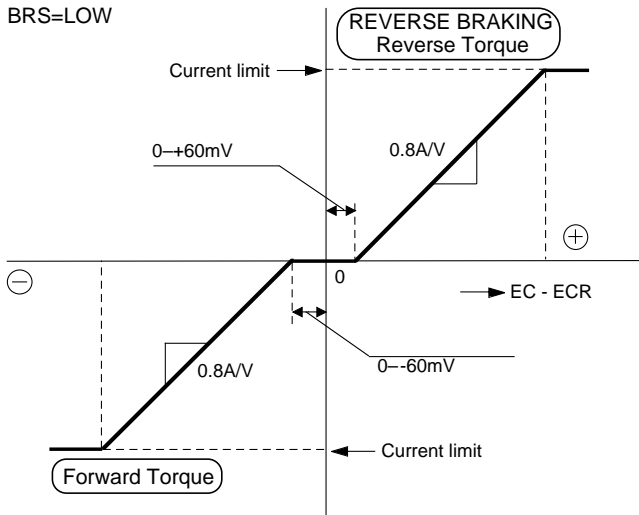 BRS=LOW
REVERSE BRAKING
Reverse Torque
Current limit
0–+60mV
0.8A/V
+
−
0
EC - ECR
0.8A/V
0–-60mV
Current limit
Forward Torque